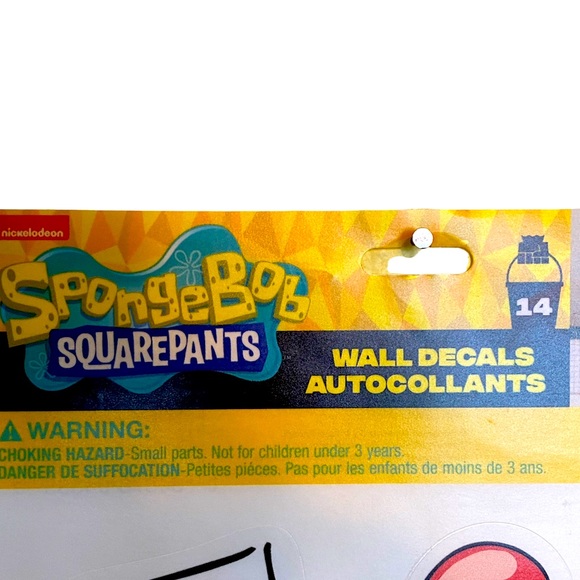 nickelodeon
SPONGEBOB
SQUAREPANTS
14
WALL DECALS
AUTOCOLLANTS
WARNING:
CHOKING HAZARD-Small parts. Not for children under 3 years.
DANGER DE SUFFOCATION-Petites piéces. Pas pour les enfants de moins de 3 ans.